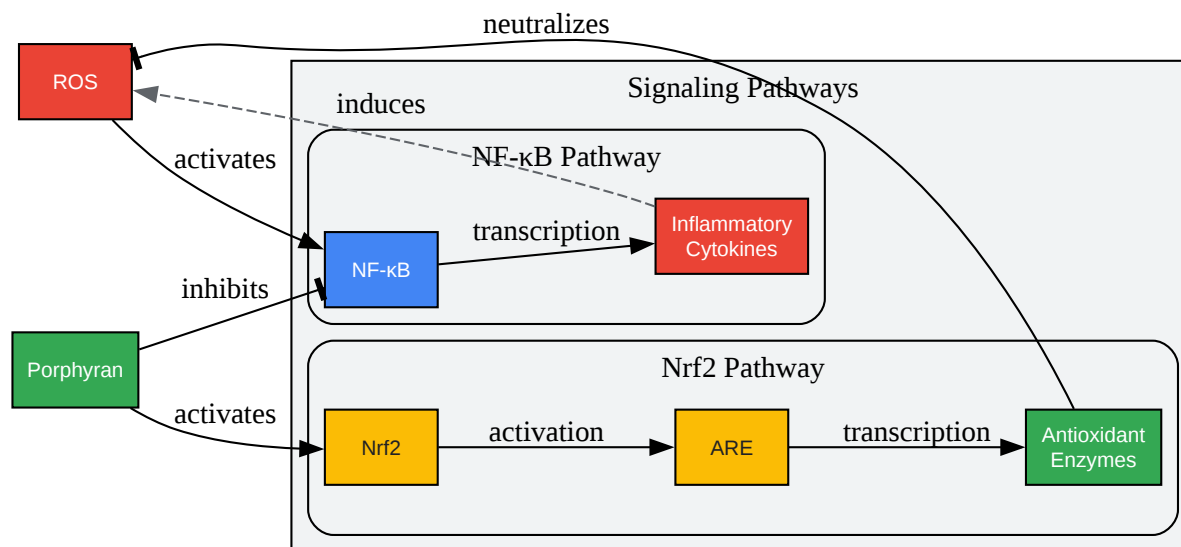 neutralizes
ROS
Signaling Pathways
induces
activates
NF-κB Pathway
Inflammatory
Cytokines
transcription
NF-κB
inhibits
Porphyran
Nrf2 Pathway
activates
Nrf2
activation
ARE
transcription
Antioxidant
Enzymes